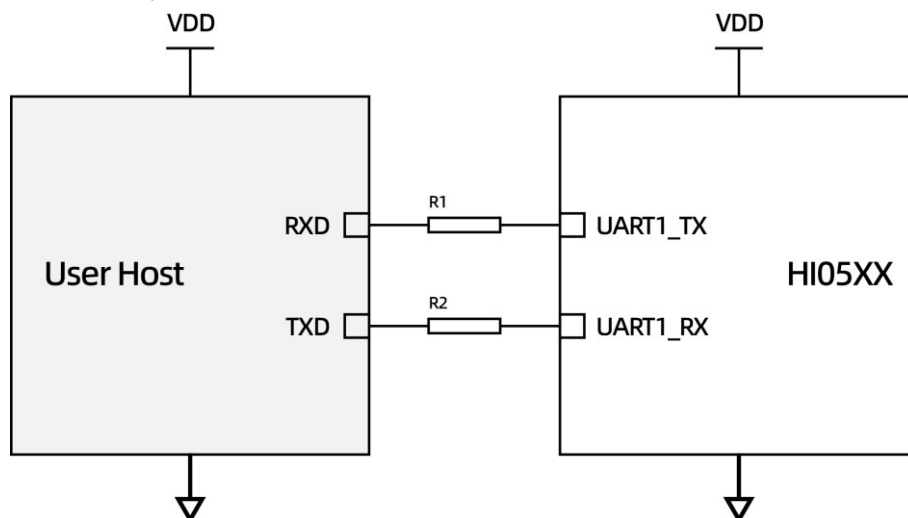 VDD
VDD
R1
RXD
UART1_TX
User Host
HI05XX
R2
TXD
UART1_RX